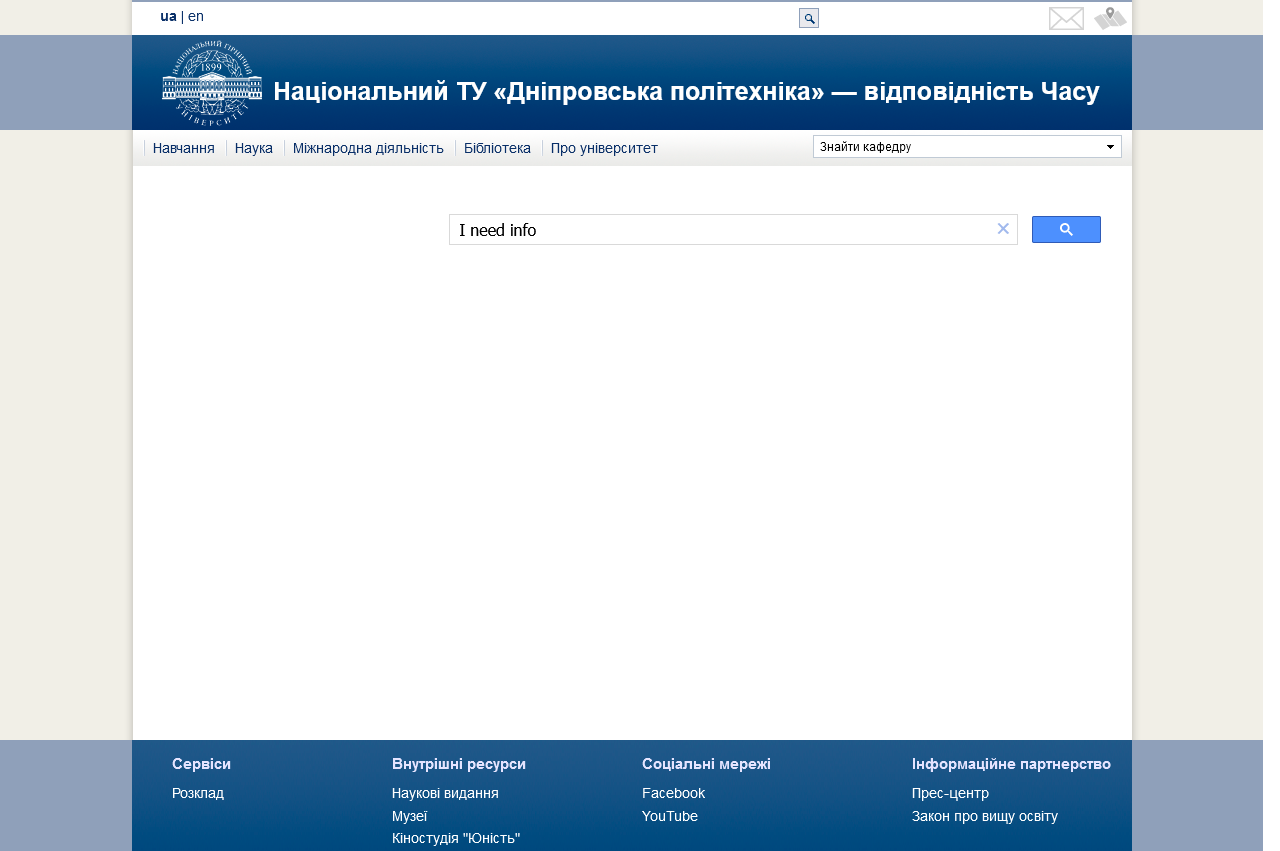 ua | en
НАЦІОНАЛЬНИЙ ГІРНИЧИЙ УНІВЕРСИТЕТ
1899
Національний ТУ «Дніпровська політехніка» — відповідність Часу
Навчання Наука Міжнародна діяльність Бібліотека Про університет Знайти кафедру
I need info
Сервіси Внутрішні ресурси Соціальні мережі Інформаційне партнерство
Розклад Наукові видання Facebook Прес-центр
Музеї YouTube Закон про вищу освіту
Кіностудія "Юність"